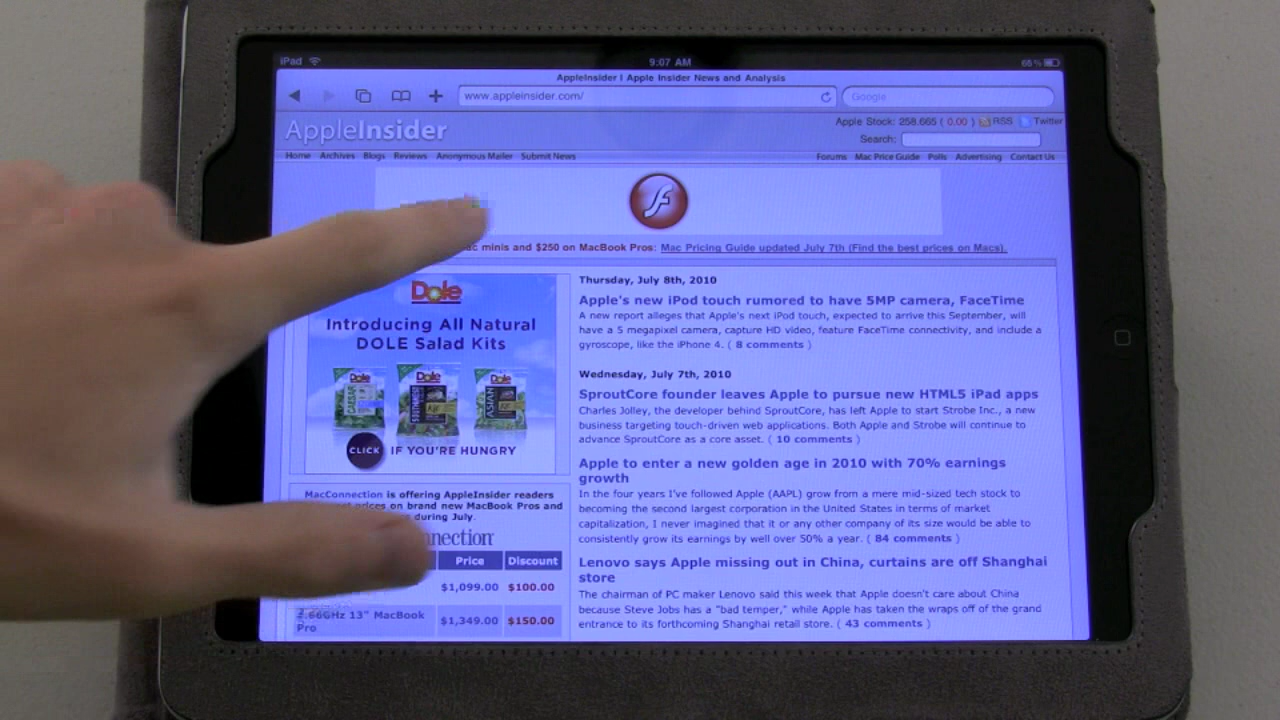 iPad
9:07 AM
68%
AppleInsider | Apple Insider News and Analysis
www.appleinsider.com/
Google
AppleInsider
Apple Stock: 258.665 ( 0.00 ) RSS Twitter
Search:
Home Archives Blogs Reviews Anonymous Mailer Submit News
Forums Mac Price Guide Polls Advertising Contact Us
minis and $250 on MacBook Pros: Mac Pricing Guide updated July 7th (Find the best prices on Macs).
Dole
Introducing All Natural
DOLE Salad Kits
Dole
Dole
Dole
CAESAR
SOUTHWEST
ASIAN
CLICK IF YOU'RE HUNGRY
MacConnection is offering AppleInsider readers
prices on brand new MacBook Pros and
during July.
Price Discount
$1,099.00 $100.00
2.66GHz 13" MacBook
Pro
$1,349.00 $150.00
Thursday, July 8th, 2010
Apple's new iPod touch rumored to have 5MP camera, FaceTime
A new report alleges that Apple's next iPod touch, expected to arrive this September, will
have a 5 megapixel camera, capture HD video, feature FaceTime connectivity, and include a
gyroscope, like the iPhone 4. ( 8 comments )
Wednesday, July 7th, 2010
SproutCore founder leaves Apple to pursue new HTML5 iPad apps
Charles Jolley, the developer behind SproutCore, has left Apple to start Strobe Inc., a new
business targeting touch-driven web applications. Both Apple and Strobe will continue to
advance SproutCore as a core asset. ( 10 comments )
Apple to enter a new golden age in 2010 with 70% earnings
growth
In the four years I've followed Apple (AAPL) grow from a mere mid-sized tech stock to
becoming the second largest corporation in the United States in terms of market
capitalization, I never imagined that it or any other company of its size would be able to
consistently grow its earnings by well over 50% a year. ( 84 comments )
Lenovo says Apple missing out in China, curtains are off Shanghai
store
The chairman of PC maker Lenovo said this week that Apple doesn't care about China
because Steve Jobs has a "bad temper," while Apple has taken the wraps off of the grand
entrance to its forthcoming Shanghai retail store. ( 43 comments )